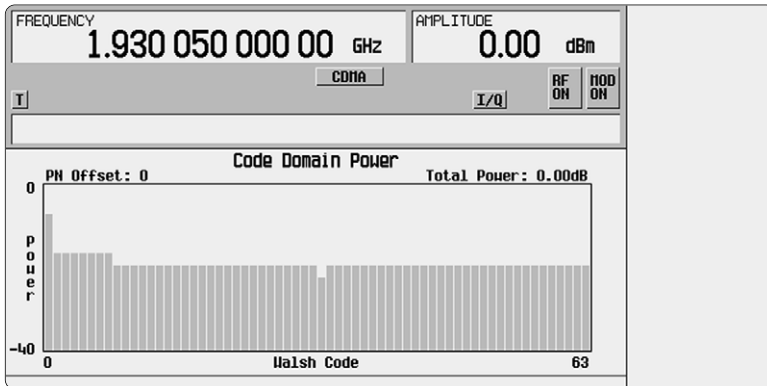 FREQUENCY
1.930 050 000 00 GHz
AMPLITUDE
0.00 dBm
CDMA
T
I/Q
RF
ON
MOD
ON
Code Domain Power
PN Offset: 0
Total Power: 0.00dB
0
Power
-40
0
Walsh Code
63